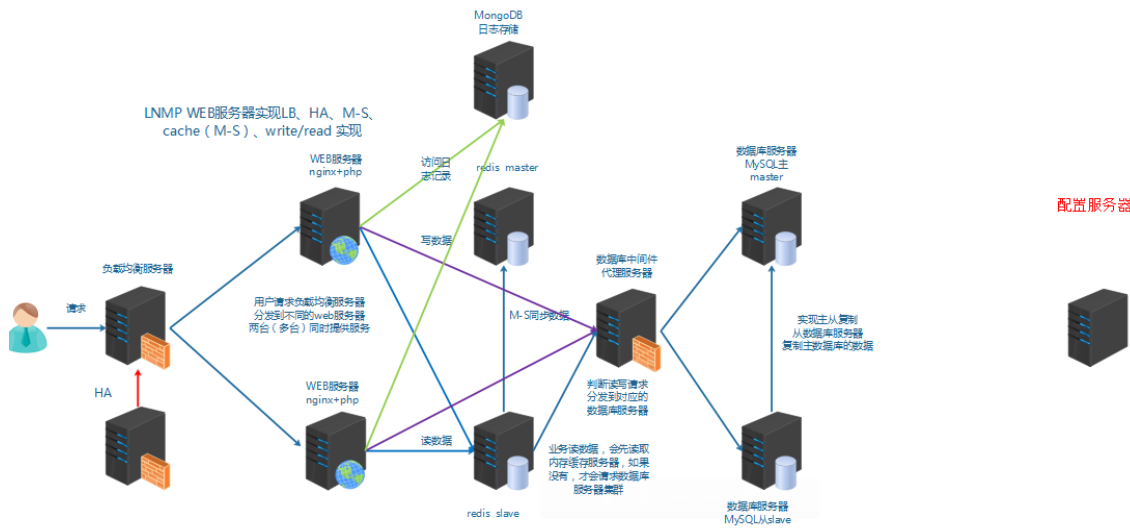 MongoDB
日志存储
LNMP WEB服务器实现LB、HA、M-S、
cache（M-S）、write/read 实现
WEB服务器
nginx+php
访问日
志记录
redis master
数据库服务器
MySQL主
master
配置服务器
负载均衡服务器
写数据
数据库中间件
代理服务器
请求
用户请求负载均衡服务器
分发到不同的web服务器
两台（多台）同时提供服务
M-S同步数据
实现主从复制
从数据库服务器
复制主数据库的数据
HA
WEB服务器
nginx+php
判断读写请求
分发到对应的
数据库服务器
读数据
业务读数据，会先读取
内存缓存服务器，如果
没有，才会请求数据库
服务器集群
redis slave
数据库服务器
MySQL从slave